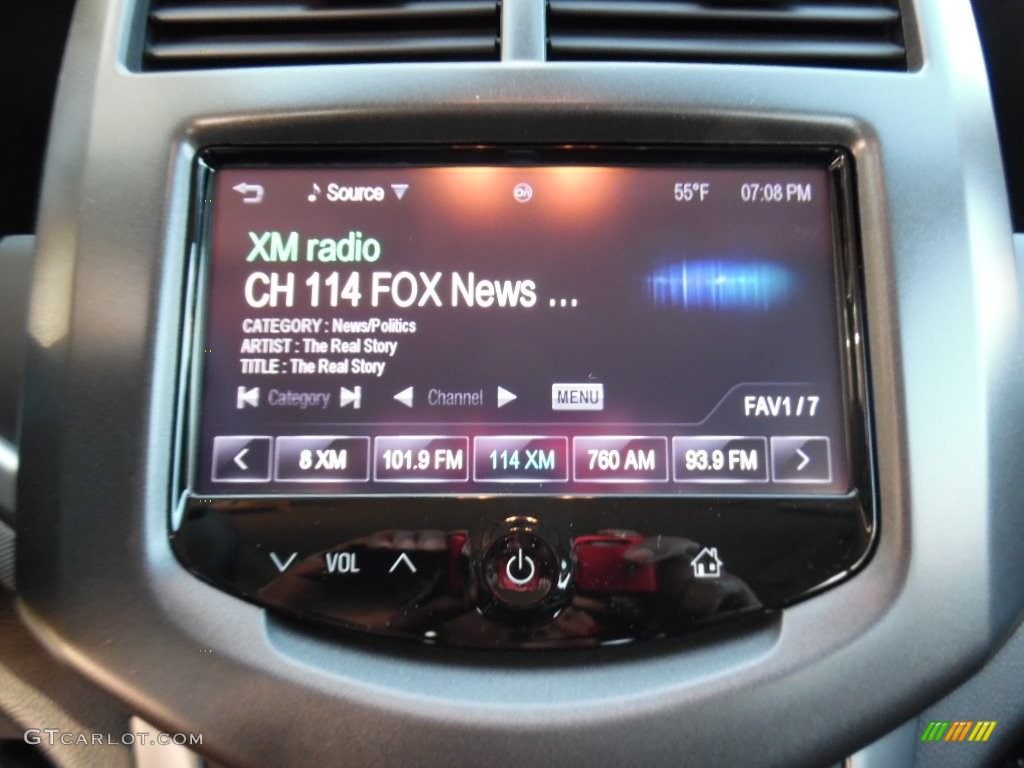 Source 55°F 07:08 PM
XM radio
CH 114 FOX News ...
CATEGORY : News/Politics
ARTIST : The Real Story
TITLE : The Real Story
Category Channel MENU
FAV1/7
8 XM 101.9 FM 114 XM 760 AM 93.9 FM
VOL
GTcarlot.com